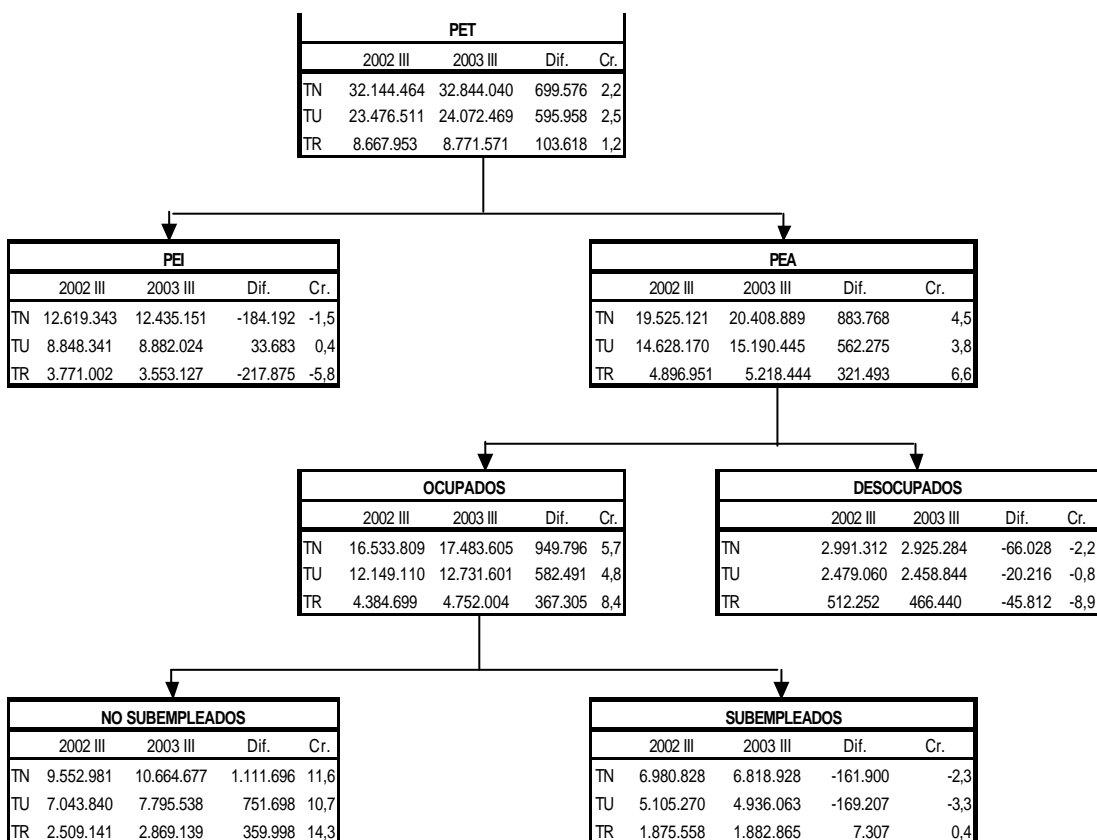 PET
2002 III 2003 III Dif. Cr.
TN 32.144.464 32.844.040 699.576 2,2
TU 23.476.511 24.072.469 595.958 2,5
TR 8.667.953 8.771.571 103.618 1,2
PEI
2002 III 2003 III Dif. Cr.
TN 12.619.343 12.435.151 -184.192 -1,5
TU 8.848.341 8.882.024 33.683 0,4
TR 3.771.002 3.553.127 -217.875 -5,8
PEA
2002 III 2003 III Dif. Cr.
TN 19.525.121 20.408.889 883.768 4,5
TU 14.628.170 15.190.445 562.275 3,8
TR 4.896.951 5.218.444 321.493 6,6
OCUPADOS
2002 III 2003 III Dif. Cr.
TN 16.533.809 17.483.605 949.796 5,7
TU 12.149.110 12.731.601 582.491 4,8
TR 4.384.699 4.752.004 367.305 8,4
DESOCUPADOS
2002 III 2003 III Dif. Cr.
TN 2.991.312 2.925.284 -66.028 -2,2
TU 2.479.060 2.458.844 -20.216 -0,8
TR 512.252 466.440 -45.812 -8,9
NO SUBEMPLEADOS
2002 III 2003 III Dif. Cr.
TN 9.552.981 10.664.677 1.111.696 11,6
TU 7.043.840 7.795.538 751.698 10,7
TR 2.509.141 2.869.139 359.998 14,3
SUBEMPLEADOS
2002 III 2003 III Dif. Cr.
TN 6.980.828 6.818.928 -161.900 -2,3
TU 5.105.270 4.936.063 -169.207 -3,3
TR 1.875.558 1.882.865 7.307 0,4